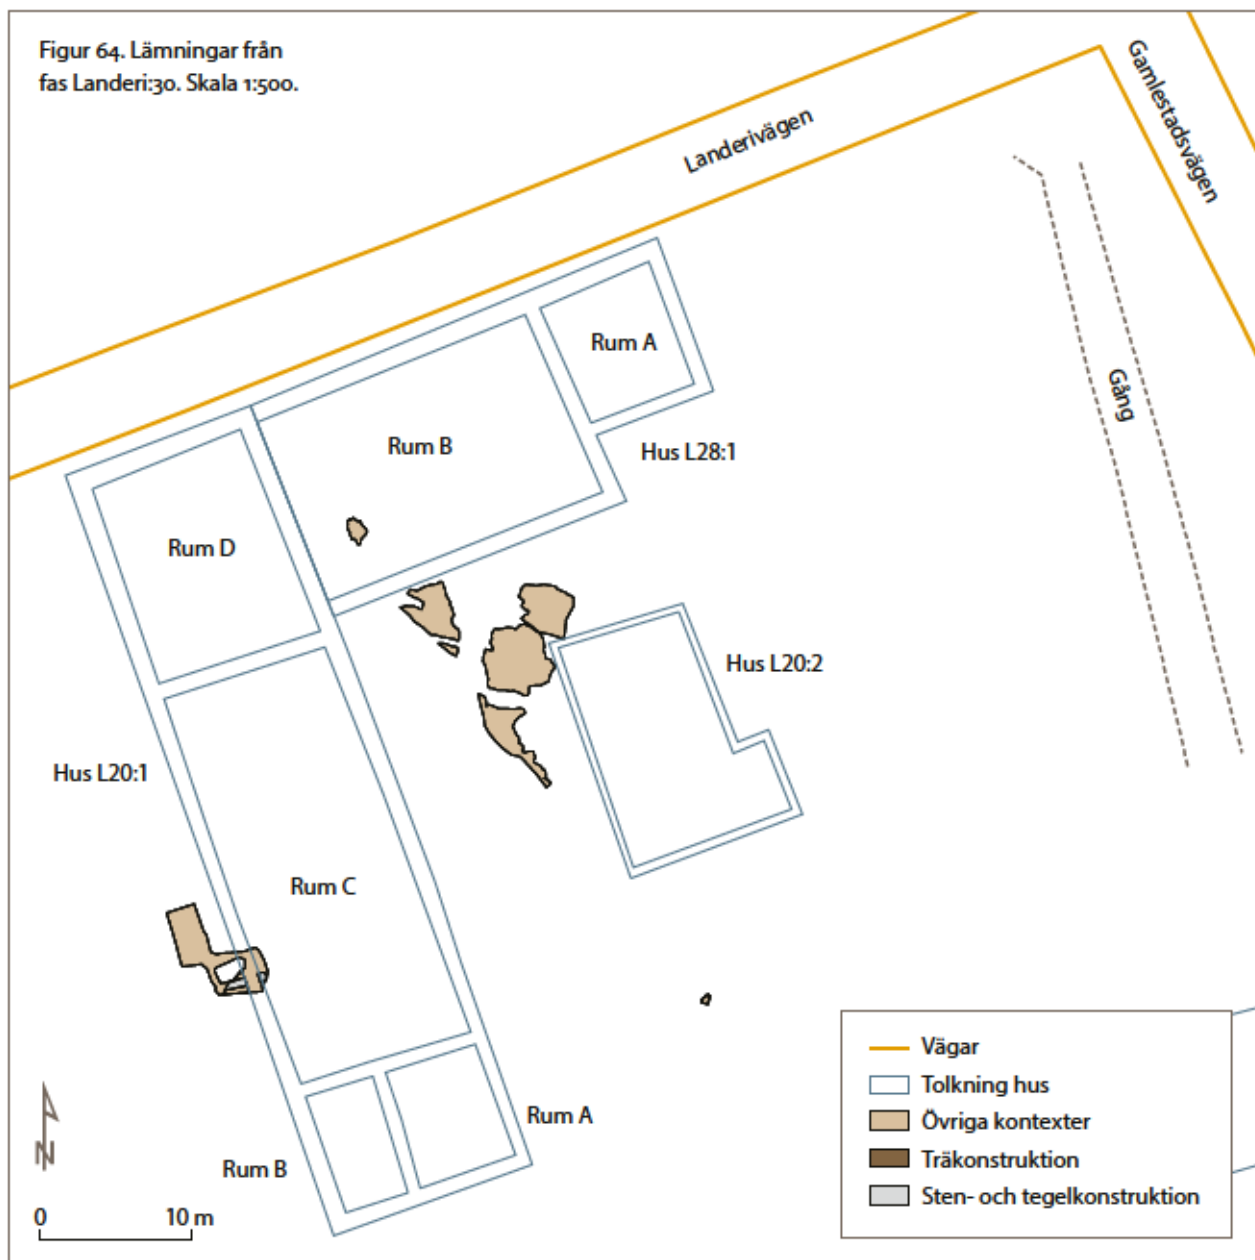 Figur 64. Lämningar från
fas Landeri:30. Skala 1:500.
Landerivägen
Gamlestadsvägen
Rum A
Gång
Rum B
Hus L28:1
Rum D
Hus L20:2
Hus L20:1
Rum C
Rum A
Rum B
N
0 10 m
Vägar
Tolkning hus
Övriga kontexter
Träkonstruktion
Sten- och tegelkonstruktion